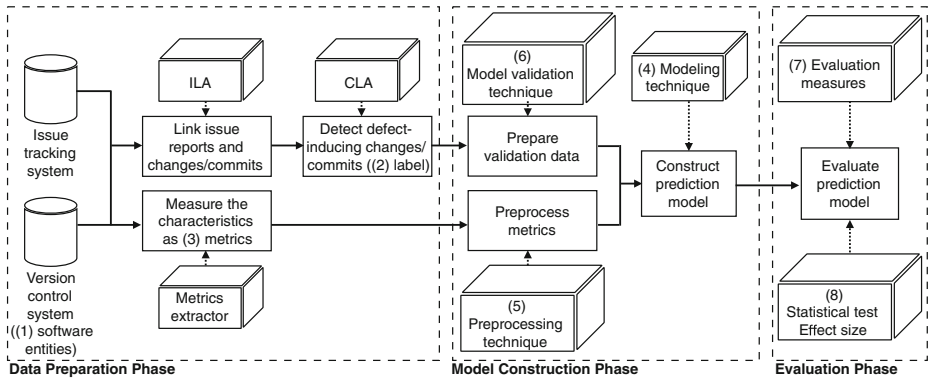 Issue
tracking
system
Version
control
system
((1) software
entities)
ILA
CLA
Link issue
reports and
changes/commits
Detect defect-
inducing changes/
commits ((2) label)
Measure the
characteristics
as (3) metrics
Metrics
extractor
Data Preparation Phase
(6)
Model validation
technique
(4) Modeling
technique
Prepare
validation data
Construct
prediction
model
Preprocess
metrics
(5)
Preprocessing
technique
Model Construction Phase
(7) Evaluation
measures
Evaluate
prediction
model
(8)
Statistical test
Effect size
Evaluation Phase